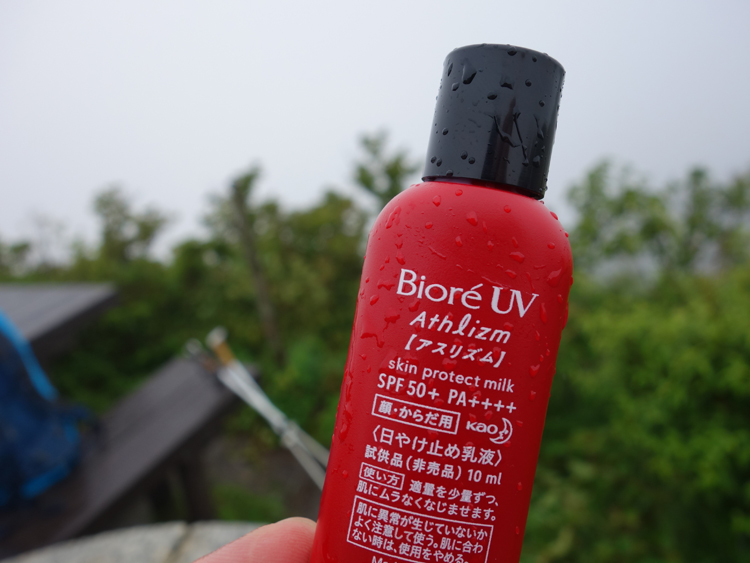 Bioré UV
Athlizm
【アスリズム】
skin protect milk
SPF 50+ PA++++
顔・からだ用 Kao
〈日やけ止め乳液〉
試供品(非売品) 10 ml
使い方 適量を少量ずつ、
肌にムラなくなじませます。
肌に異常が生じていないか
よく注意して使う。肌に合わ
ない時は、使用をやめる。